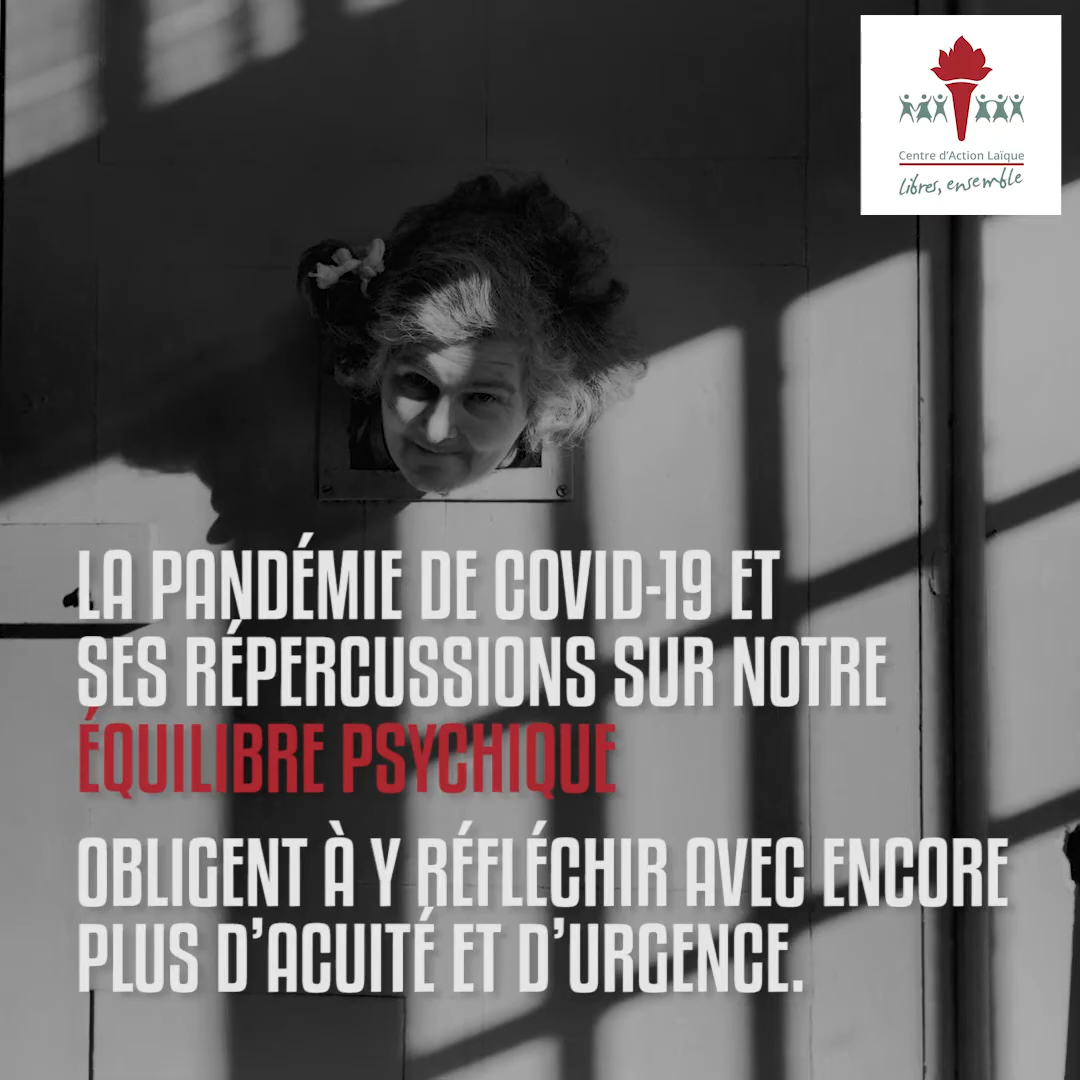 Centre d'Action Laïque
libres, ensemble
LA PANDÉMIE DE COVID-19 ET
SES RÉPERCUSSIONS SUR NOTRE
ÉQUILIBRE PSYCHIQUE
OBLIGENT À Y RÉFLÉCHIR AVEC ENCORE
PLUS D'ACUITÉ ET D'URGENCE.